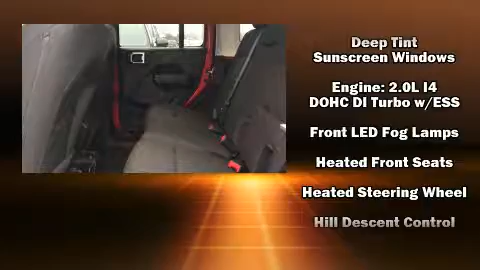 Deep Tint
Sunscreen Windows
Engine: 2.0L I4
DOHC DI Turbo w/ESS
Front LED Fog Lamps
Heated Front Seats
Heated Steering Wheel
Hill Descent Control